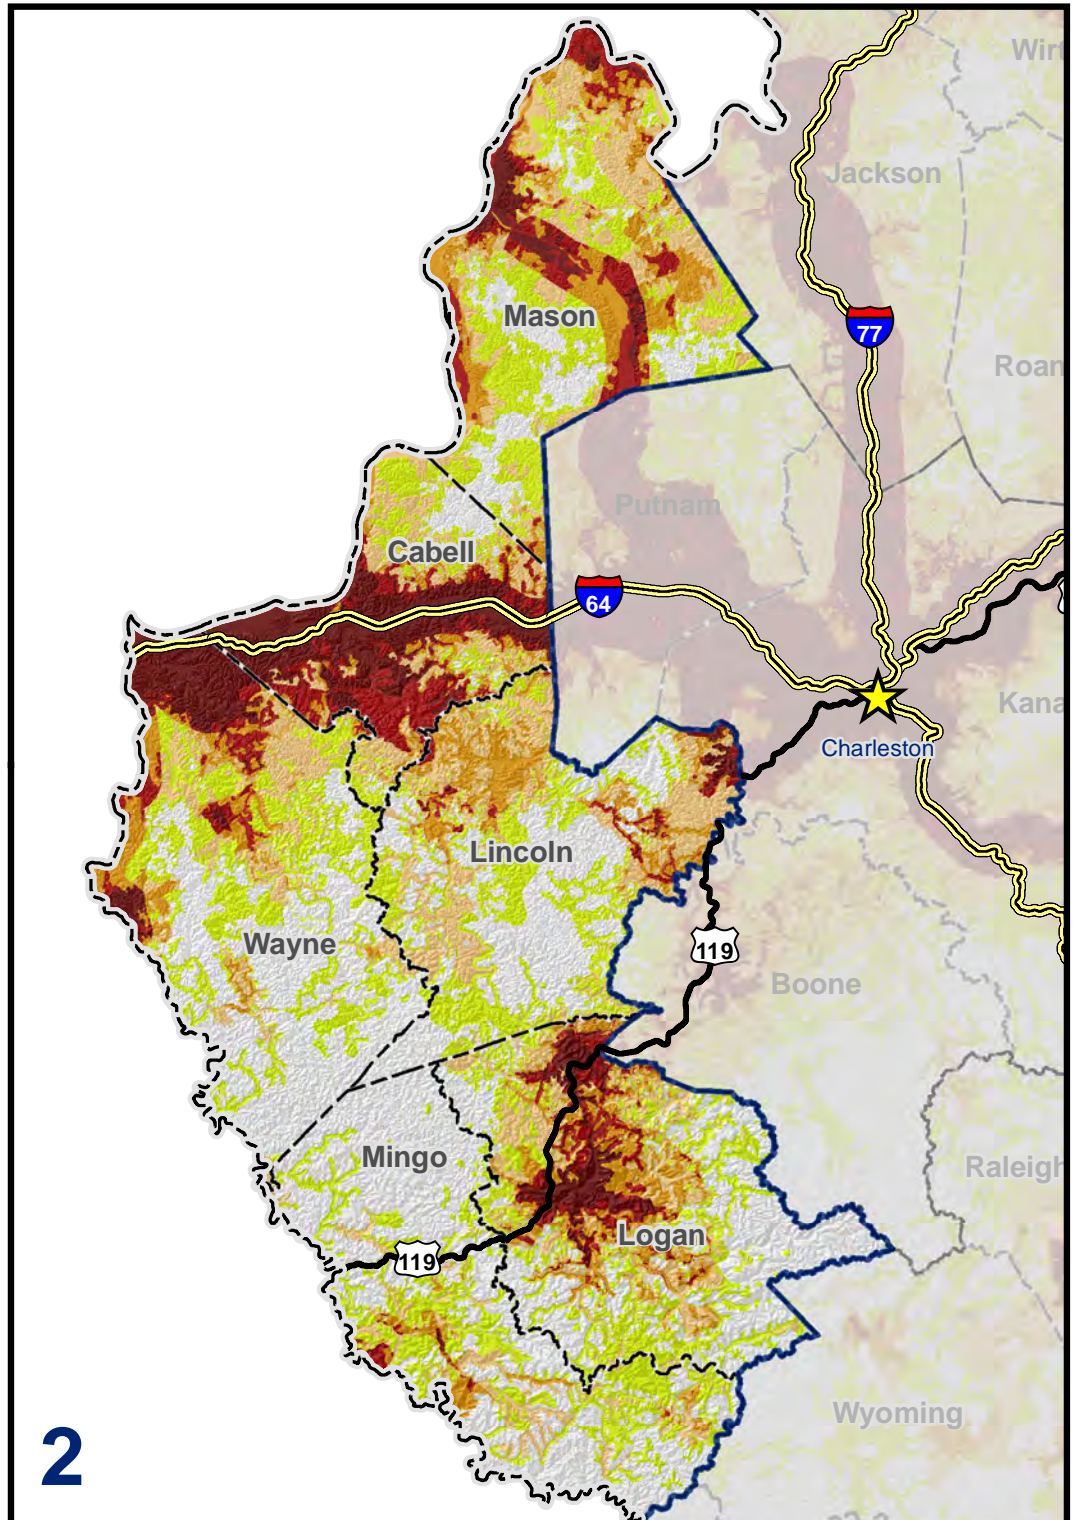 Wirt
Jackson
Mason
77
Roan
Putnam
Cabell
64
Kana
Charleston
Lincoln
Wayne
119
Boone
Mingo
Raleigh
Logan
119
Wyoming
2